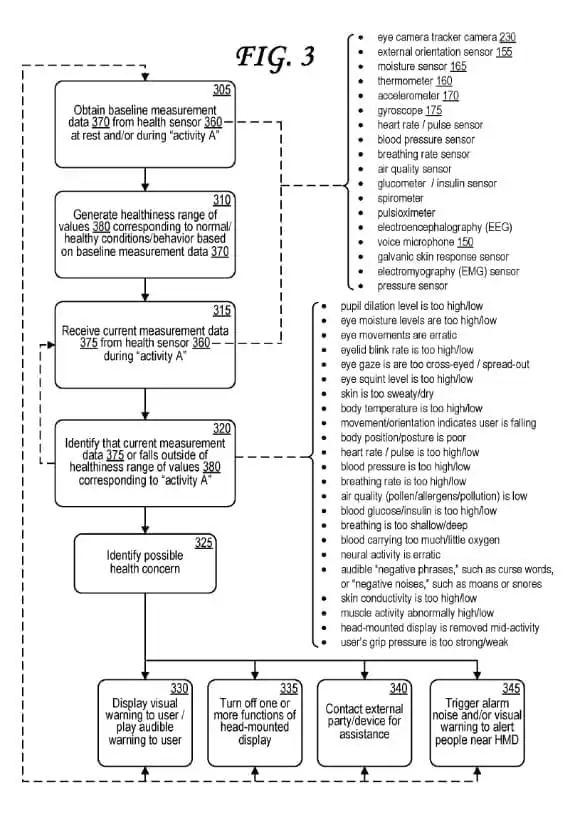 FIG. 3
305
Obtain baseline measurement
data 370 from health sensor 360
at rest and/or during “activity A”
310
Generate healthiness range of
values 380 corresponding to normal/
healthy conditions/behavior based
on baseline measurement data 370
315
Receive current measurement data
375 from health sensor 360
during “activity A”
320
Identify that current measurement
data 375 or falls outside of
healthiness range of values 380
corresponding to “activity A”
325
Identify possible
health concern
• eye camera tracker camera 230
• external orientation sensor 155
• moisture sensor 165
• thermometer 160
• accelerometer 170
• gyroscope 175
• heart rate / pulse sensor
• blood pressure sensor
• breathing rate sensor
• air quality sensor
• glucometer / insulin sensor
• spirometer
• pulsioximeter
• electroencephalography (EEG)
• voice microphone 150
• galvanic skin response sensor
• electromyography (EMG) sensor
• pressure sensor
• pupil dilation level is too high/low
• eye moisture levels are too high/low
• eye movements are erratic
• eyelid blink rate is too high/low
• eye gaze is are too cross-eyed / spread-out
• eye squint level is too high/low
• skin is too sweaty/dry
• body temperature is too high/low
• movement/orientation indicates user is falling
• body position/posture is poor
• heart rate / pulse is too high/low
• blood pressure is too high/low
• breathing rate is too high/low
• air quality (pollen/allergens/pollution) is low
• blood glucose/insulin is too high/low
• breathing is too shallow/deep
• blood carrying too much/little oxygen
• neural activity is erratic
• audible “negative phrases,” such as curse words,
or “negative noises,” such as moans or snores
• skin conductivity is too high/low
• muscle activity abnormally high/low
• head-mounted display is removed mid-activity
• user's grip pressure is too strong/weak
330
Display visual
warning to user /
play audible
warning to user
335
Turn off one or
more functions of
head-mounted
display
340
Contact external
party/device for
assistance
345
Trigger alarm
noise and/or visual
warning to alert
people near HMD